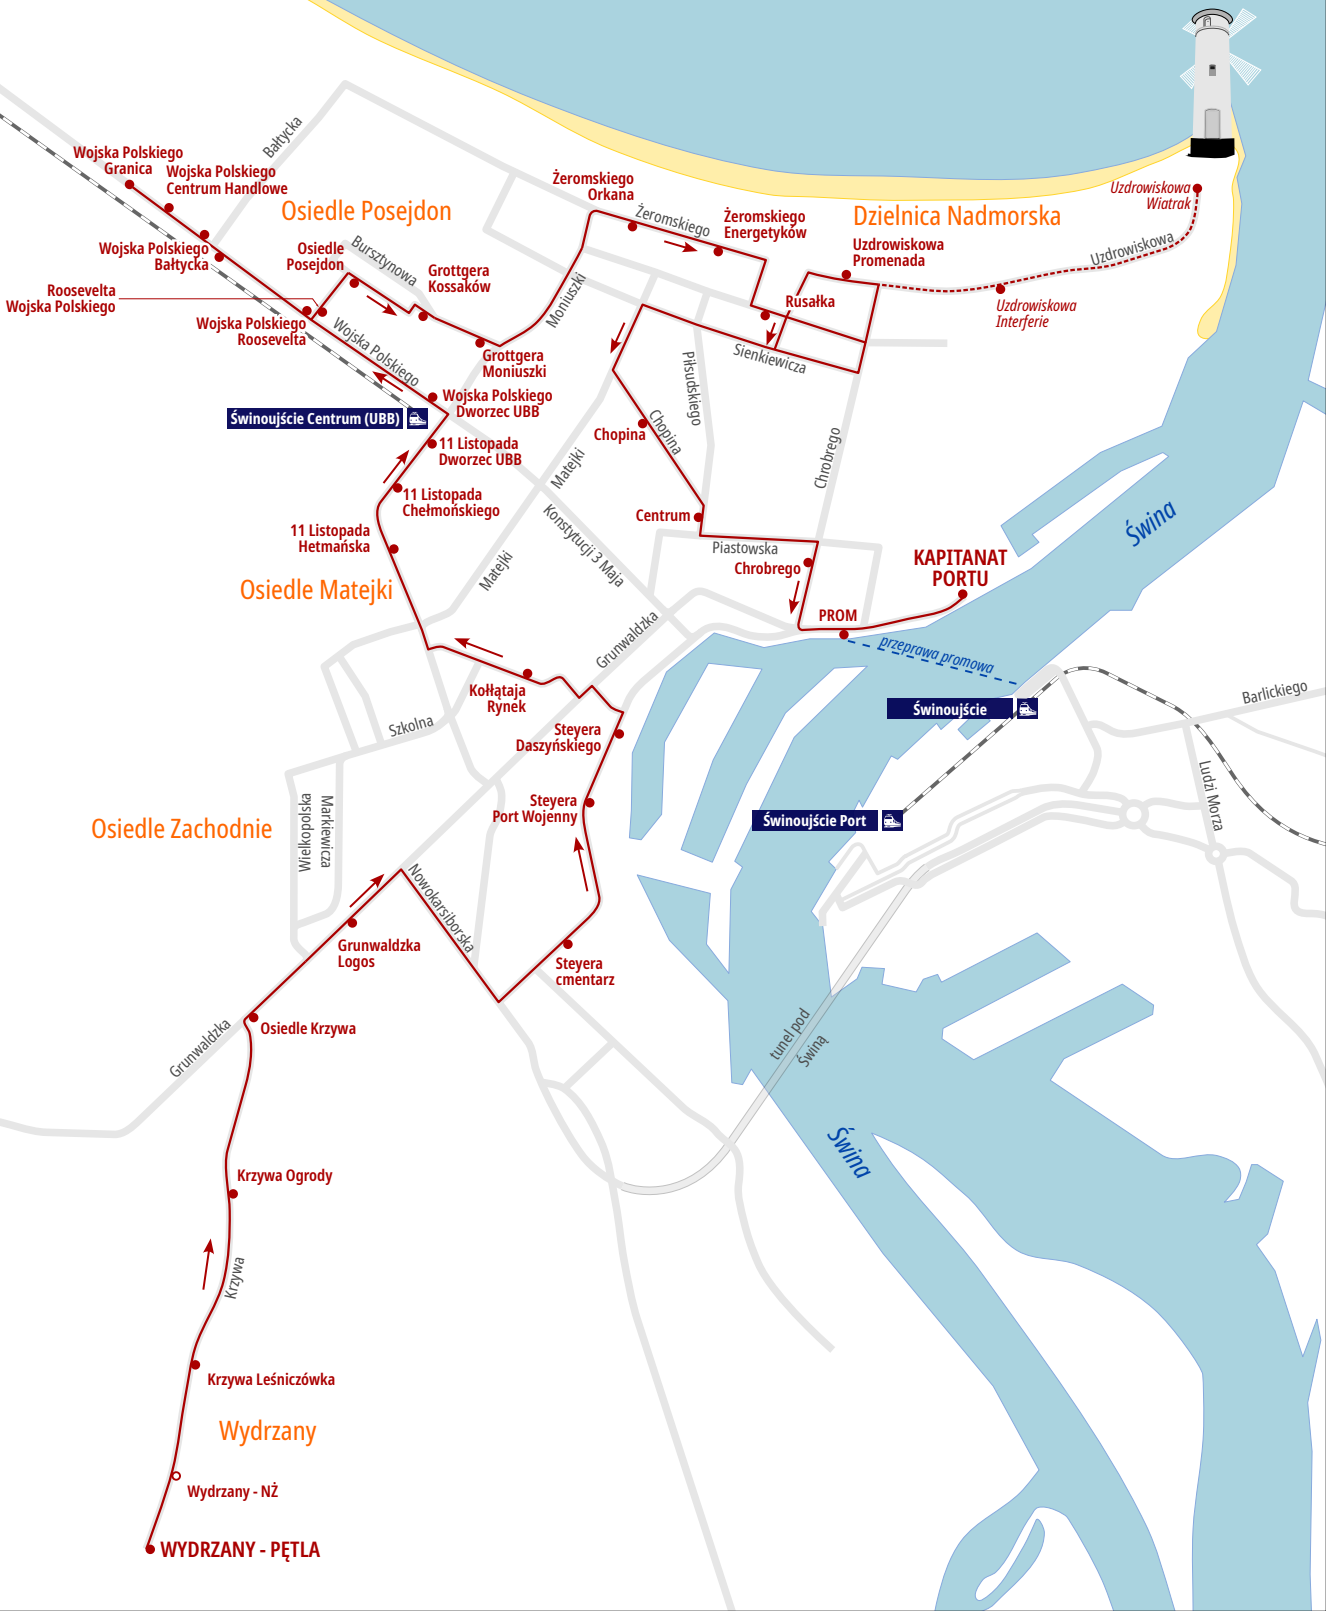 Bałtycka
Wojska Polskiego
Granica
Wojska Polskiego
Centrum Handlowe
Wojska Polskiego
Bałtycka
Osiedle Posejdon
Osiedle
Posejdon
Bursztynowa
Grottgera
Kossaków
Roosevelta
Wojska Polskiego
Wojska Polskiego
Roosevelta
Wojska Polskiego
Grottgera
Moniuszki
Moniuszki
Żeromskiego
Orkana
Żeromskiego
Żeromskiego
Energetyków
Dzielnica Nadmorska
Uzdrowiskowa
Promenada
Uzdrowiskowa
Wiatrak
Uzdrowiskowa
Uzdrowiskowa
Interferie
Rusałka
Sienkiewicza
Piłsudskiego
Wojska Polskiego
Dworzec UBB
Świnoujście Centrum (UBB)
11 Listopada
Dworzec UBB
11 Listopada
Chełmońskiego
11 Listopada
Hetmańska
Osiedle Matejki
Chopina
Chopina
Matejki
Matejki
Konstytucji 3 Maja
Chrobrego
Centrum
Piastowska
Chrobrego
KAPITANAT
PORTU
PROM
Świna
przeprawa promowa
Grunwaldzka
Kołłątaja
Rynek
Szkolna
Steyera
Daszyńskiego
Świnoujście
Barlickiego
Ludzi Morza
Steyera
Port Wojenny
Świnoujście Port
Osiedle Zachodnie
Wielkopolska
Markiewicza
Nowokarsiborska
Grunwaldzka
Logos
Steyera
cmentarz
Osiedle Krzywa
Grunwaldzka
tunel pod
Świną
Świna
Krzywa Ogrody
Krzywa
Krzywa Leśniczówka
Wydrzany
Wydrzany - NŻ
WYDRZANY - PĘTLA